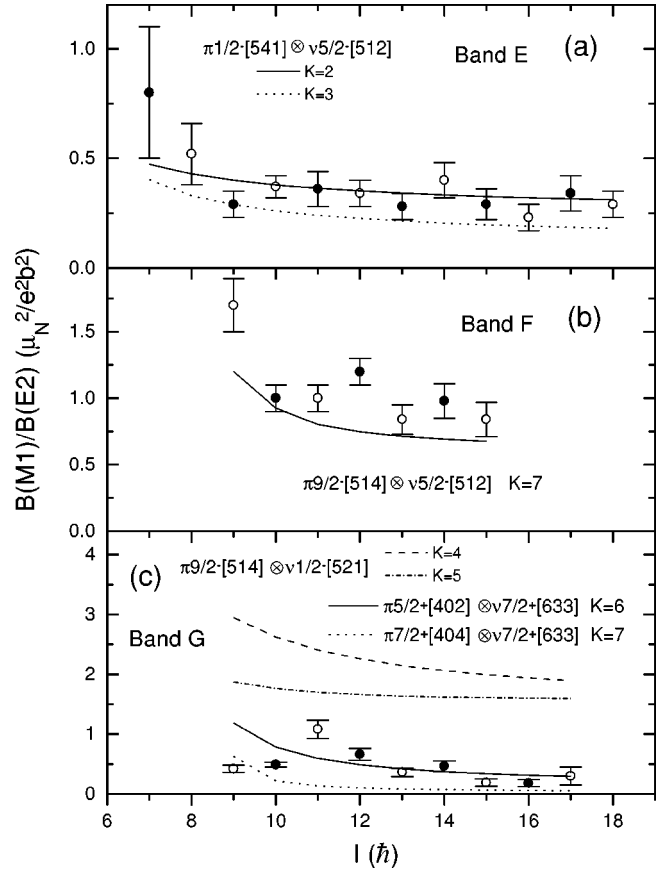 π1/2-[541] ⊗ ν5/2-[512]
K=2
K=3
Band E
(a)
1.0
0.5
0.0
Band F
(b)
1.5
1.0
0.5
0.0
π9/2-[514] ⊗ ν5/2-[512] K=7
B(M1)/B(E2) (μ_N²/e²b²)
(c)
π9/2-[514] ⊗ ν1/2-[521]
K=4
K=5
π5/2+[402] ⊗ ν7/2+[633] K=6
π7/2+[404] ⊗ ν7/2+[633] K=7
Band G
4
3
2
1
0
6 8 10 12 14 16 18
I (ℏ)